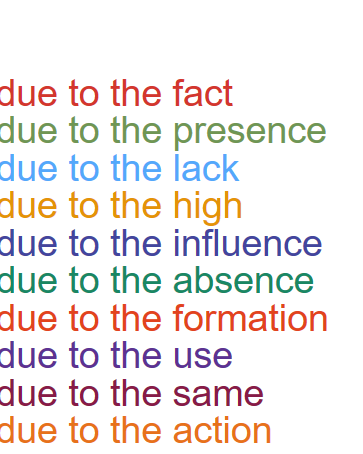 due to the fact
due to the presence
due to the lack
due to the high
due to the influence
due to the absence
due to the formation
due to the use
due to the same
due to the action